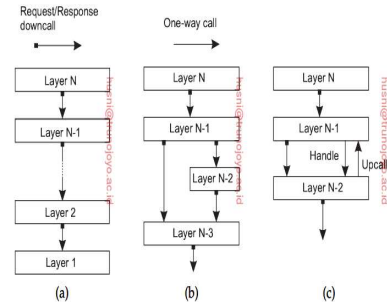 Request/Response
downcall
One-way call
Layer N
Layer N-1
Layer 2
Layer 1
(a)
husni@trunojoyo.ac.id
Layer N
Layer N-1
Layer N-2
Layer N-3
(b)
husni@trunojoyo.ac.id
Layer N
Layer N-1
Handle
Upcall
Layer N-2
(c)
husni@trunojoyo.ac.id